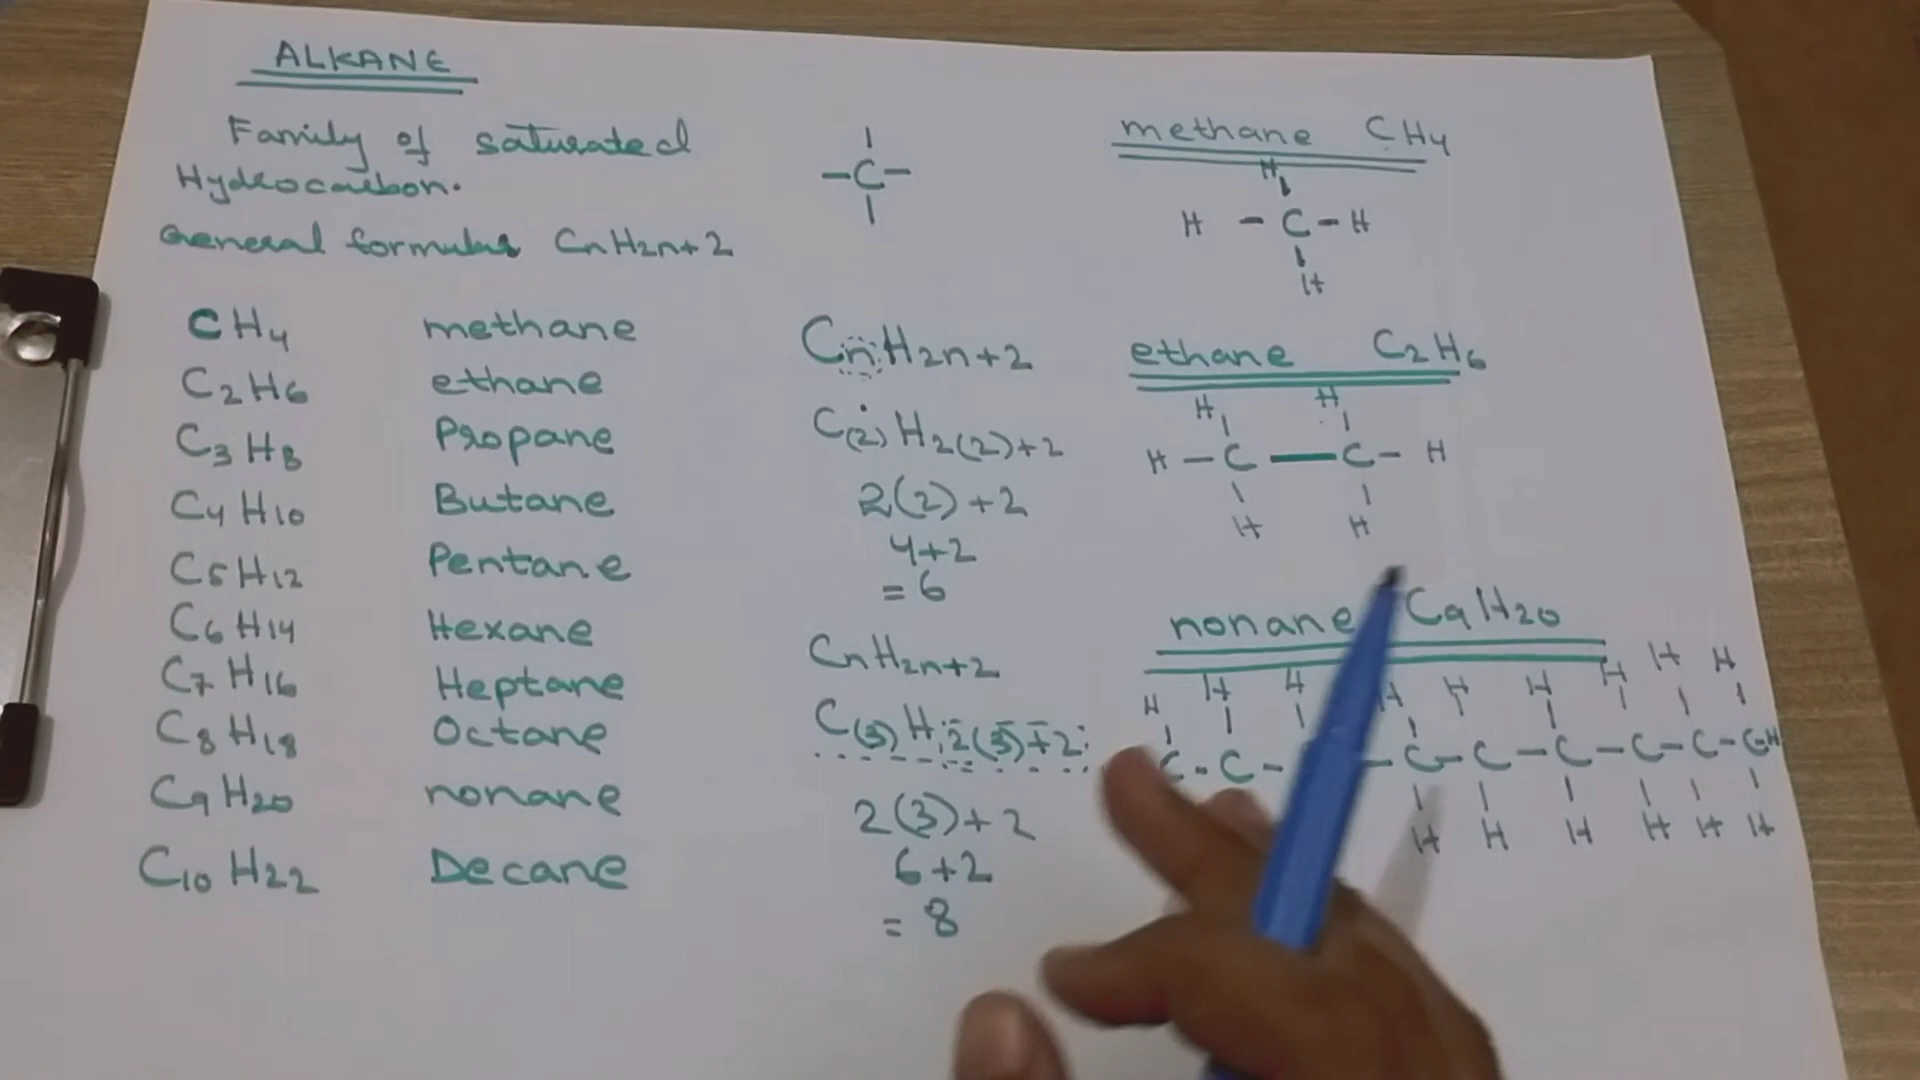 ALKANE
Family of saturated
Hydrocarbon.
General formulas CnH2n+2
CH4 methane
C2H6 ethane
C3H8 Propane
C4H10 Butane
C5H12 Pentane
C6H14 Hexane
C7H16 Heptane
C8H18 Octane
C9H20 nonane
C10H22 Decane
-C-
CnH2n+2
C(2)H2(2)+2
2(2)+2
4+2
= 6
CnH2n+2
C(3)H2(3)+2
2(3)+2
6+2
= 8
methane CH4
H
H - C - H
H
ethane C2H6
H H
H - C — C - H
H H
nonane C9H20
H H H H H H H H H
C - C - - C - C - C - C - C - C-H
H H H H H H